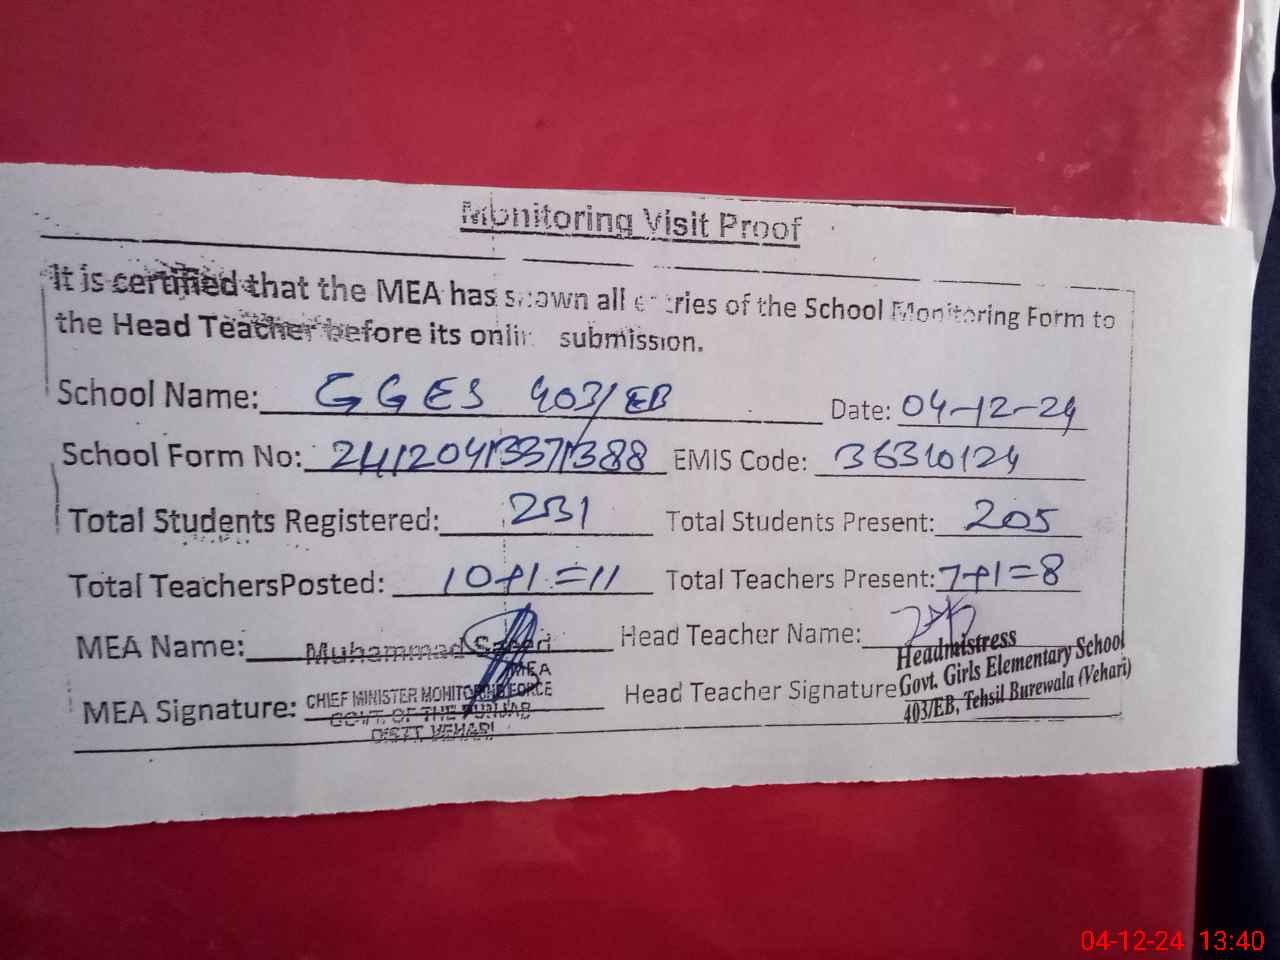 Monitoring Visit Proof
It is certified that the MEA has shown all entries of the School Monitoring Form to
the Head Teacher before its online submission.
School Name: GGES 403/EB Date: 04-12-24
School Form No: 24120413371388 EMIS Code: 36310124
Total Students Registered: 231 Total Students Present: 205
Total TeachersPosted: 10+1=11 Total Teachers Present: 7+1=8
MEA Name: Muhammad Saeed Head Teacher Name:
MEA
MEA Signature: CHIEF MINISTER MONITORING FORCE
GOVT. OF THE PUNJAB
DISTT. VEHARI
Head Teacher Signature
Headmistress
Govt. Girls Elementary School
403/EB, Tehsil Burewala (Vehari)
04-12-24 13:40